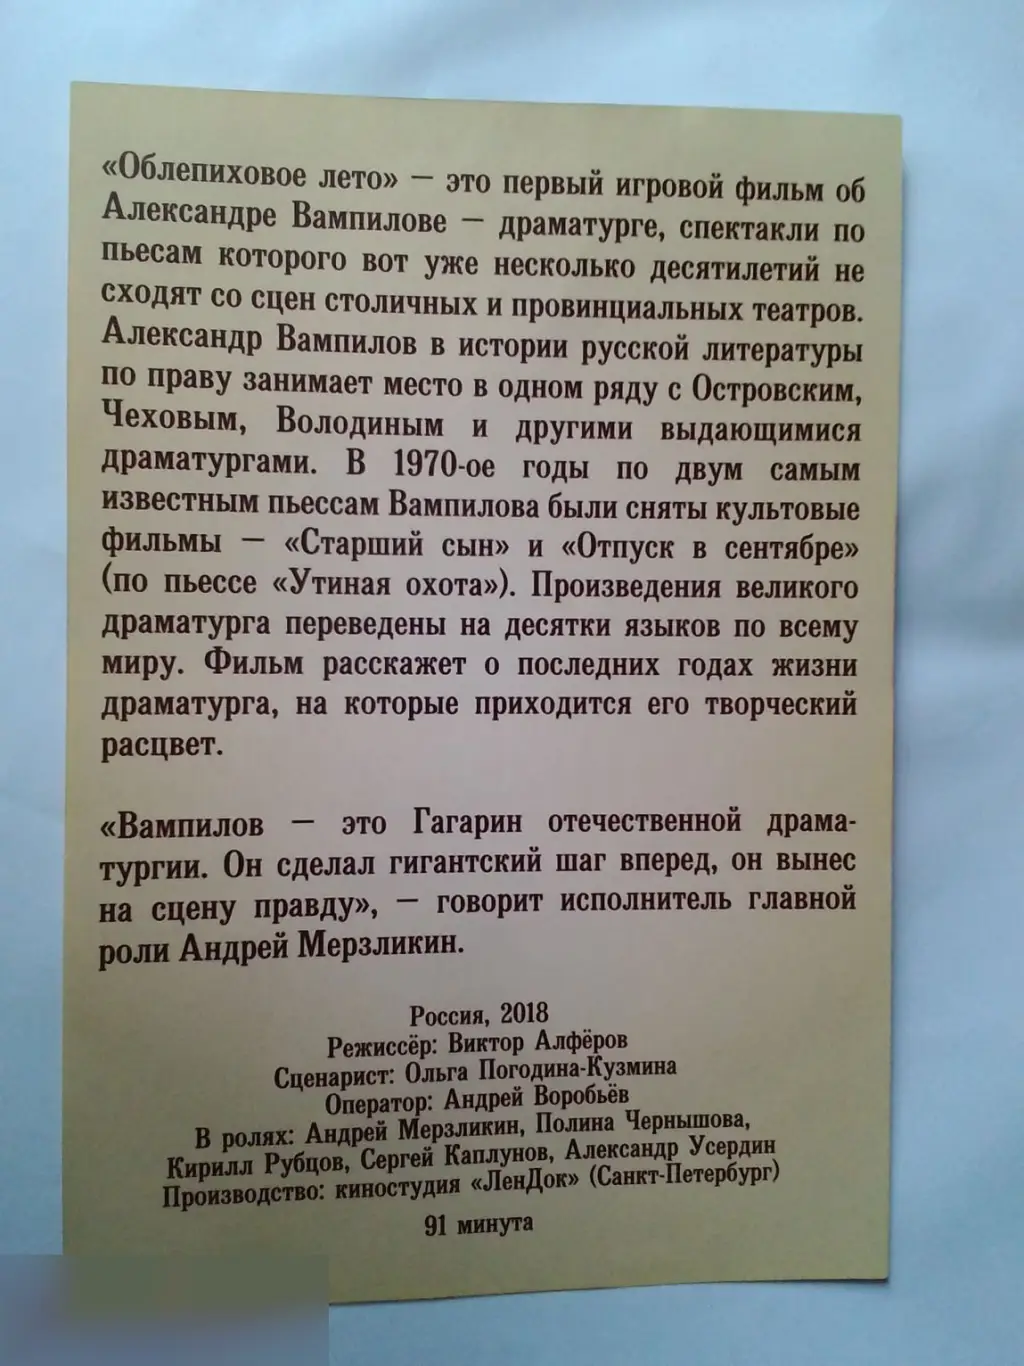 «Облепиховое лето» — это первый игровой фильм об
Александре Вампилове — драматурге, спектакли по
пьесам которого вот уже несколько десятилетий не
сходят со сцен столичных и провинциальных театров.
Александр Вампилов в истории русской литературы
по праву занимает место в одном ряду с Островским,
Чеховым, Володиным и другими выдающимися
драматургами. В 1970-ое годы по двум самым
известным пьессам Вампилова были сняты культовые
фильмы — «Старший сын» и «Отпуск в сентябре»
(по пьессе «Утиная охота»). Произведения великого
драматурга переведены на десятки языков по всему
миру. Фильм расскажет о последних годах жизни
драматурга, на которые приходится его творческий
расцвет.
«Вампилов — это Гагарин отечественной драма-
тургии. Он сделал гигантский шаг вперед, он вынес
на сцену правду», — говорит исполнитель главной
роли Андрей Мерзликин.
Россия, 2018
Режиссёр: Виктор Алфёров
Сценарист: Ольга Погодина-Кузмина
Оператор: Андрей Воробьёв
В ролях: Андрей Мерзликин, Полина Чернышова,
Кирилл Рубцов, Сергей Каплунов, Александр Усердин
Производство: киностудия «ЛенДок» (Санкт-Петербург)
91 минута